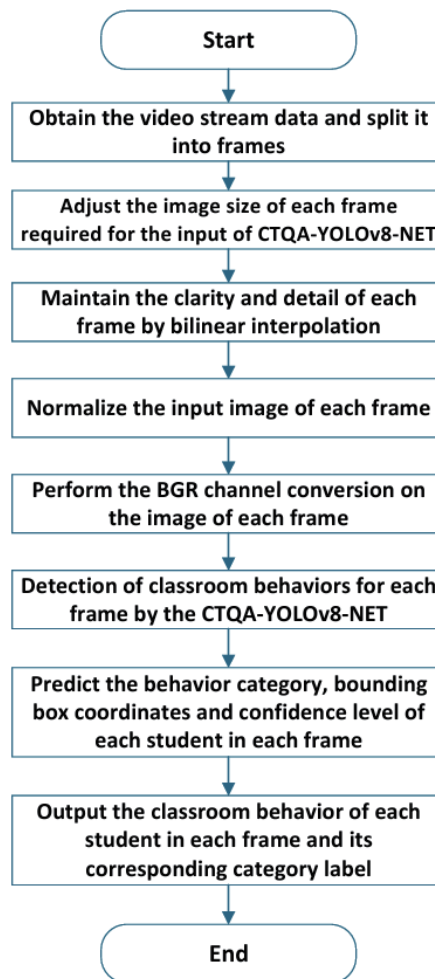 Start
Obtain the video stream data and split it
into frames
Adjust the image size of each frame
required for the input of CTQA-YOLOv8-NET
Maintain the clarity and detail of each
frame by bilinear interpolation
Normalize the input image of each frame
Perform the BGR channel conversion on
the image of each frame
Detection of classroom behaviors for each
frame by the CTQA-YOLOv8-NET
Predict the behavior category, bounding
box coordinates and confidence level of
each student in each frame
Output the classroom behavior of each
student in each frame and its
corresponding category label
End